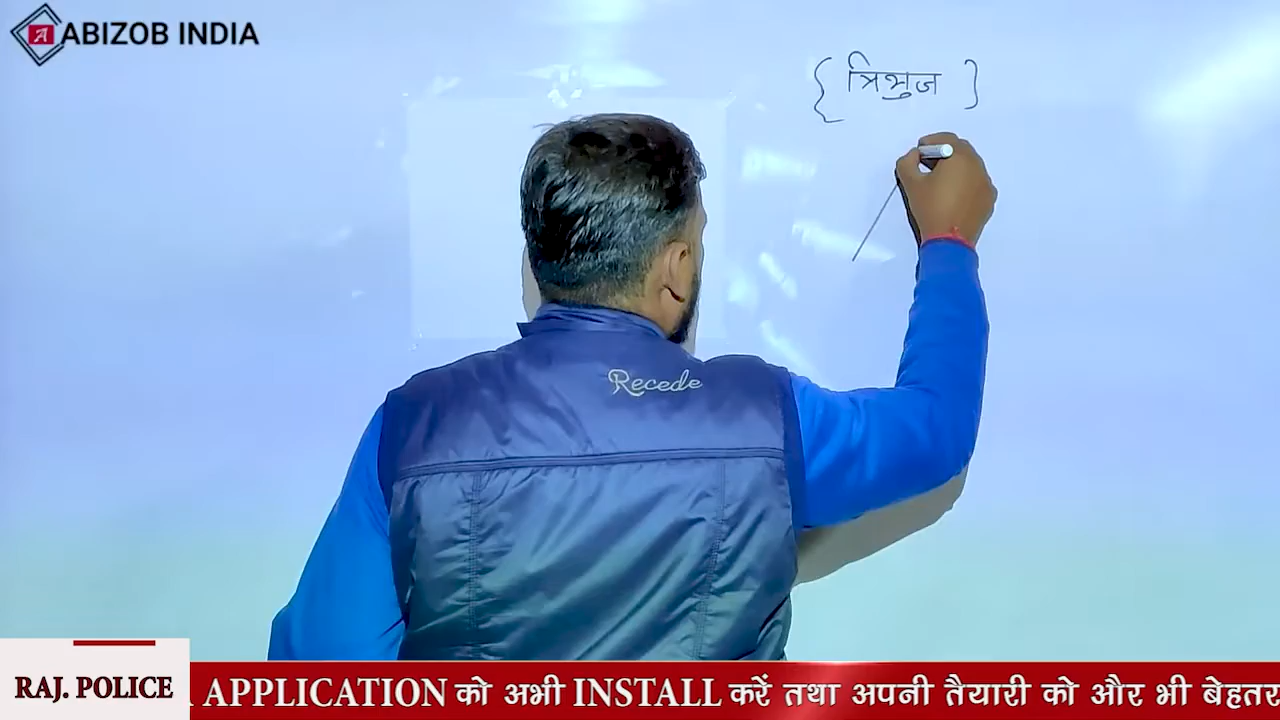 ABIZOB INDIA
{ त्रिभुज }
Recede
RAJ. POLICE
APPLICATION को अभी INSTALL करें तथा अपनी तैयारी को और भी बेहतर